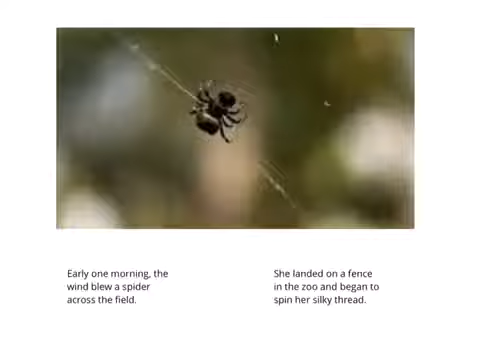 Early one morning, the
wind blew a spider
across the field.
She landed on a fence
in the zoo and began to
spin her silky thread.